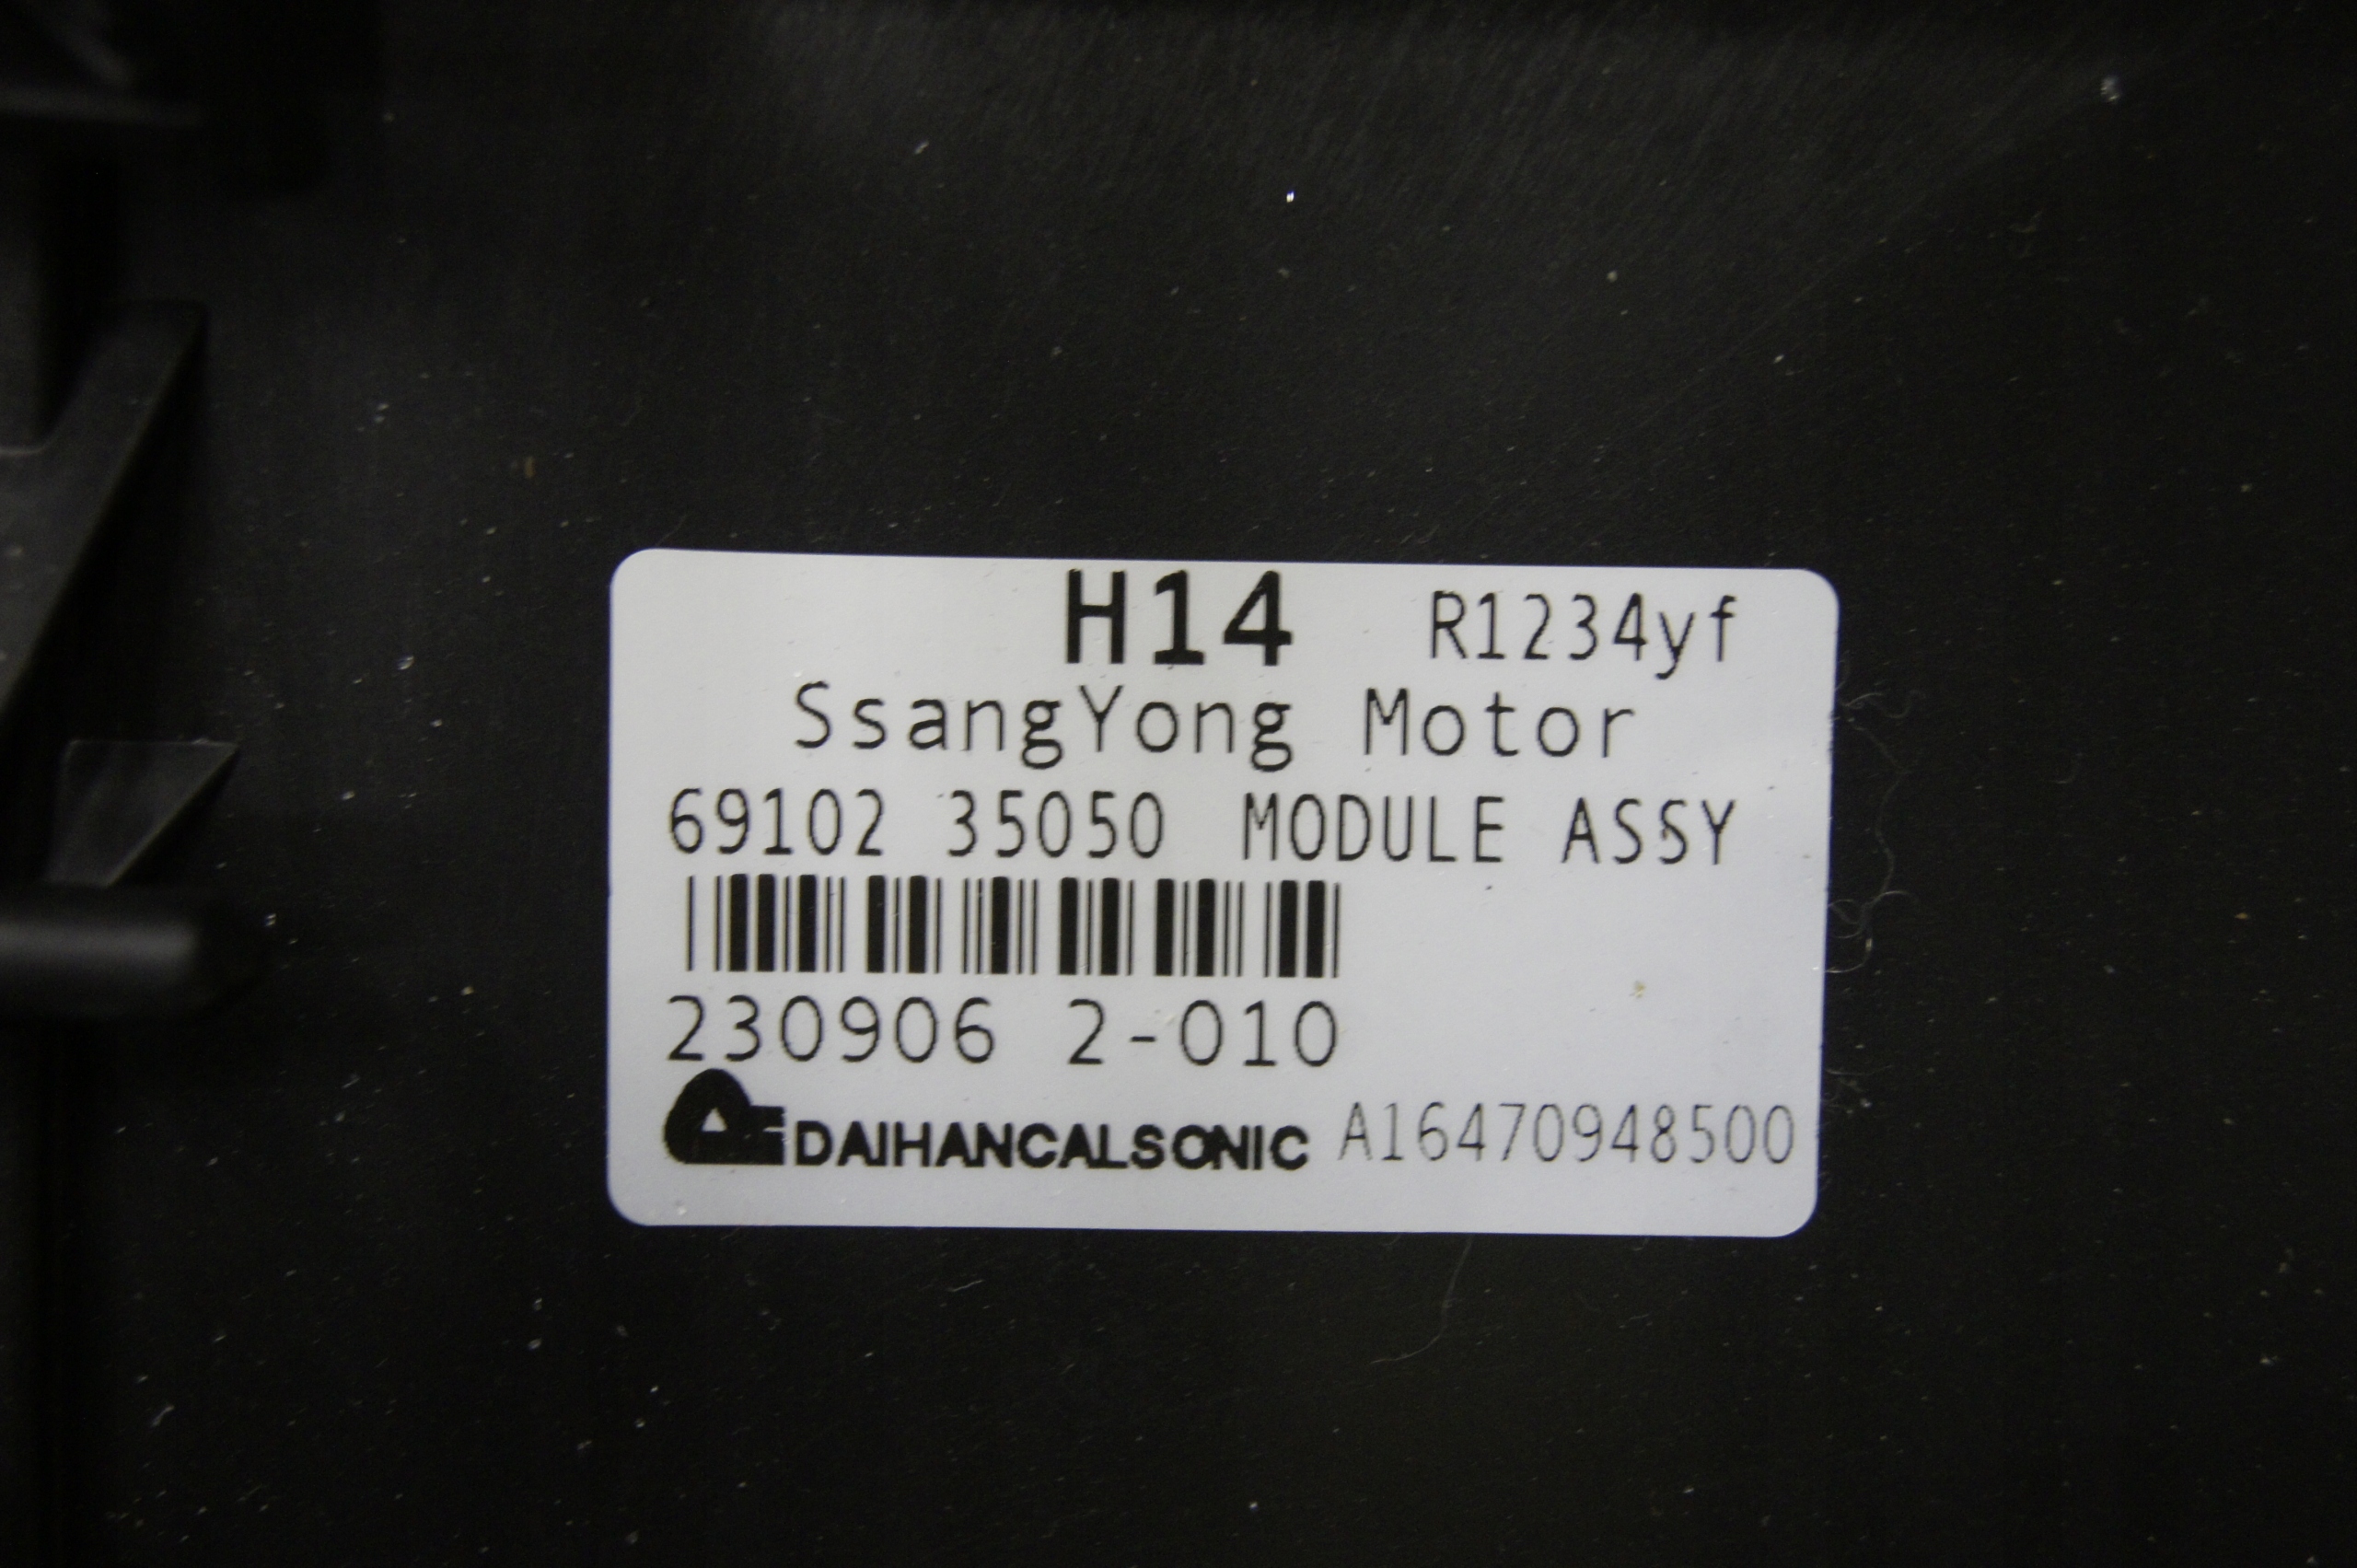 H14 R1234yf
SsangYong Motor
69102 35050 MODULE ASSY
230906 2-010
DAIHANCALSONIC A16470948500